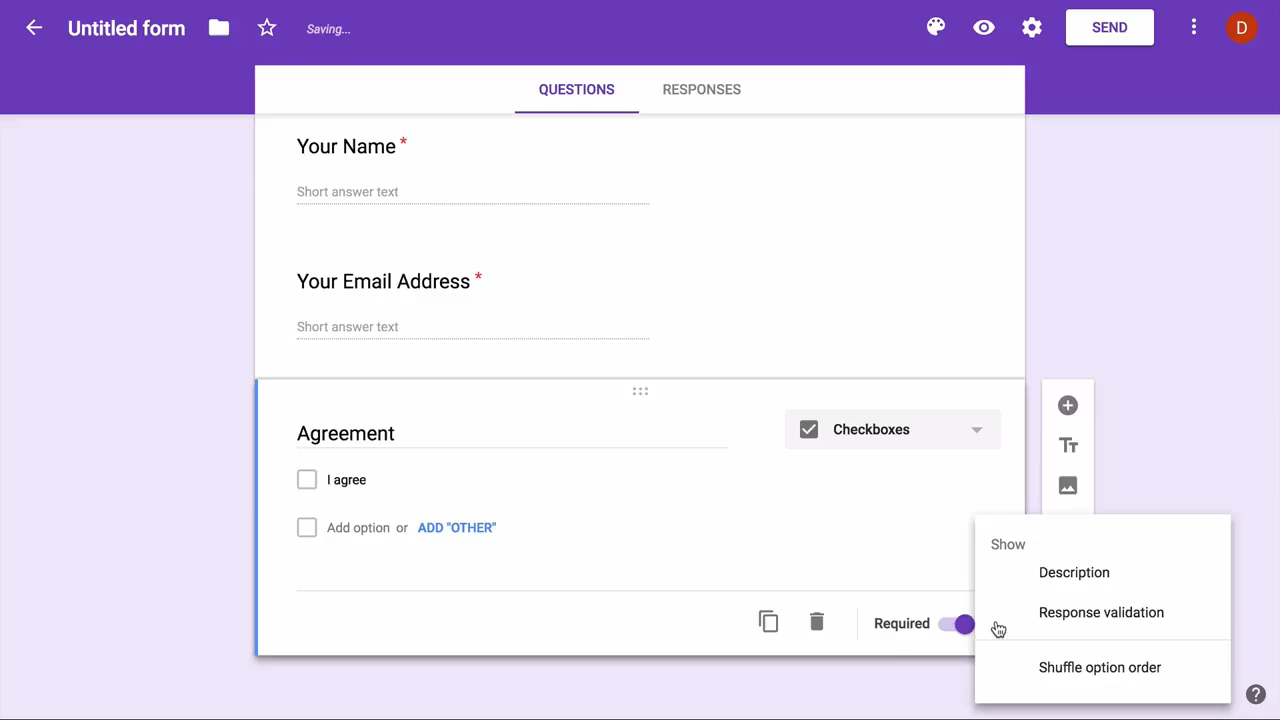 Untitled form
Saving...
SEND
D
QUESTIONS
RESPONSES
Your Name *
Short answer text
Your Email Address *
Short answer text
Agreement
Checkboxes
I agree
Add option or ADD "OTHER"
Tт
Show
Description
Response validation
Required
Shuffle option order
?